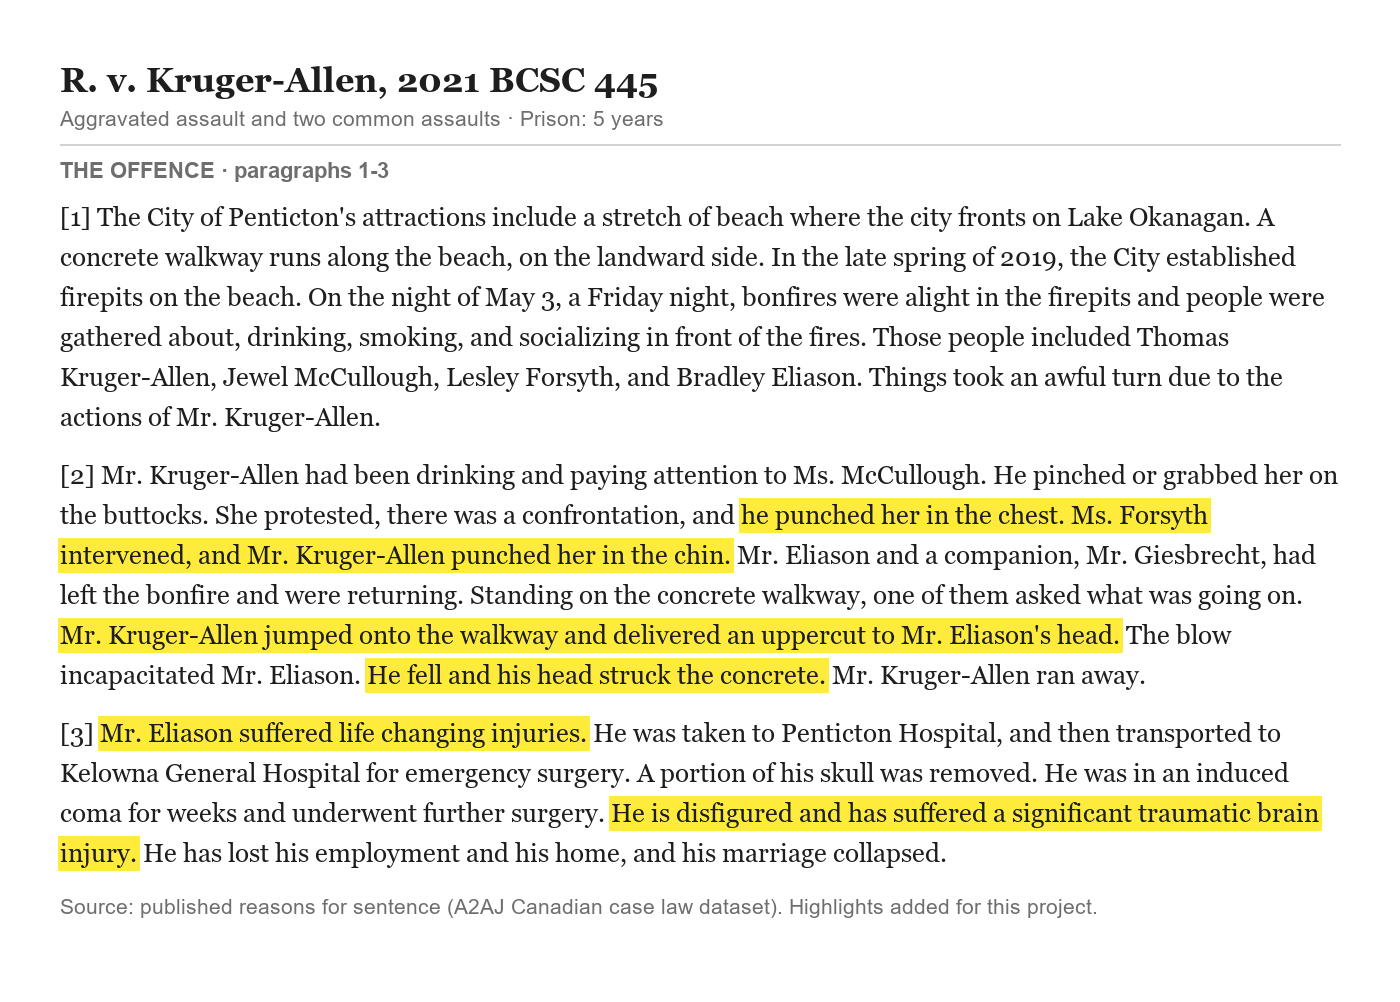 R. v. Kruger-Allen, 2021 BCSC 445
Aggravated assault and two common assaults · Prison: 5 years
THE OFFENCE · paragraphs 1-3
[1] The City of Penticton's attractions include a stretch of beach where the city fronts on Lake Okanagan. A
concrete walkway runs along the beach, on the landward side. In the late spring of 2019, the City established
firepits on the beach. On the night of May 3, a Friday night, bonfires were alight in the firepits and people were
gathered about, drinking, smoking, and socializing in front of the fires. Those people included Thomas
Kruger-Allen, Jewel McCullough, Lesley Forsyth, and Bradley Eliason. Things took an awful turn due to the
actions of Mr. Kruger-Allen.
[2] Mr. Kruger-Allen had been drinking and paying attention to Ms. McCullough. He pinched or grabbed her on
the buttocks. She protested, there was a confrontation, and he punched her in the chest. Ms. Forsyth
intervened, and Mr. Kruger-Allen punched her in the chin. Mr. Eliason and a companion, Mr. Giesbrecht, had
left the bonfire and were returning. Standing on the concrete walkway, one of them asked what was going on.
Mr. Kruger-Allen jumped onto the walkway and delivered an uppercut to Mr. Eliason's head. The blow
incapacitated Mr. Eliason. He fell and his head struck the concrete. Mr. Kruger-Allen ran away.
[3] Mr. Eliason suffered life changing injuries. He was taken to Penticton Hospital, and then transported to
Kelowna General Hospital for emergency surgery. A portion of his skull was removed. He was in an induced
coma for weeks and underwent further surgery. He is disfigured and has suffered a significant traumatic brain
injury. He has lost his employment and his home, and his marriage collapsed.
Source: published reasons for sentence (A2AJ Canadian case law dataset). Highlights added for this project.